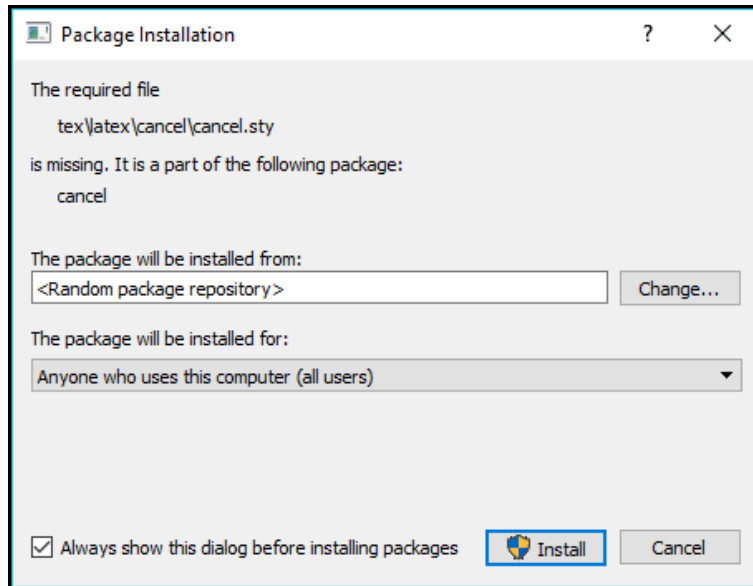 Package Installation
?
The required file
tex\latex\cancel\cancel.sty
is missing. It is a part of the following package:
cancel
The package will be installed from:
<Random package repository>
Change...
The package will be installed for:
Anyone who uses this computer (all users)
Always show this dialog before installing packages
Install
Cancel